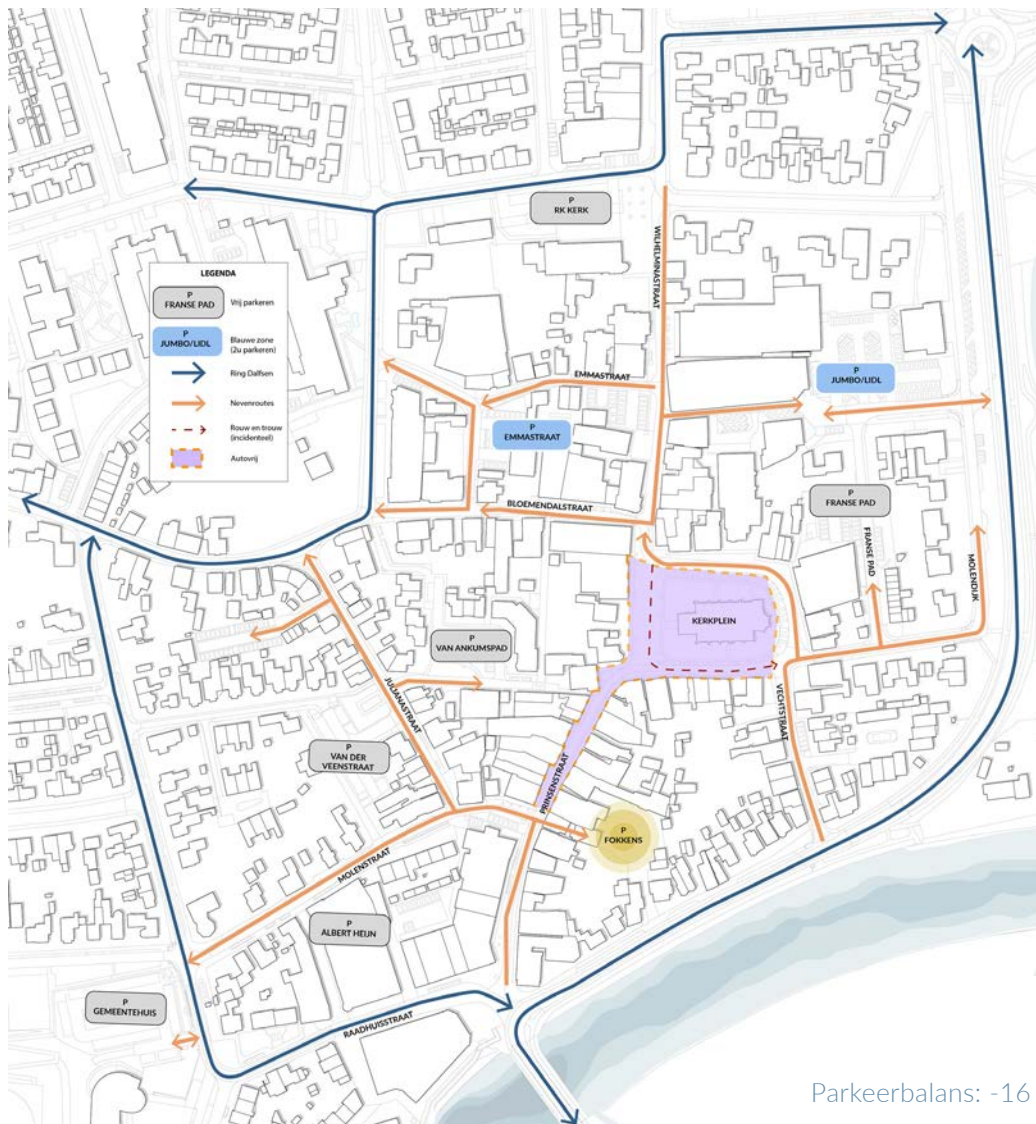 P
RK KERK
WILHELMINASTRAAT
LEGENDA
P
FRANSE PAD
Vrij parkeren
P
JUMBO/LIDL
Blauwe zone
(2u parkeren)
Ring Dalfsen
Nevenroutes
Rouw en trouw
(incidenteel)
Autovrij
EMMASTRAAT
P
JUMBO/LIDL
P
EMMASTRAAT
BLOEMENDALSTRAAT
P
FRANSE PAD
FRANSE PAD
MOLENDIJK
KERKPLEIN
P
VAN ANKUMSPAD
JULIANASTRAAT
VECHTSTRAAT
P
VAN DER
VEENSTRAAT
PRINSENSTRAAT
P
FOKKENS
MOLENSTRAAT
P
ALBERT HEIJN
P
GEMEENTEHUIS
RAADHUISSTRAAT
Parkeerbalans: -16